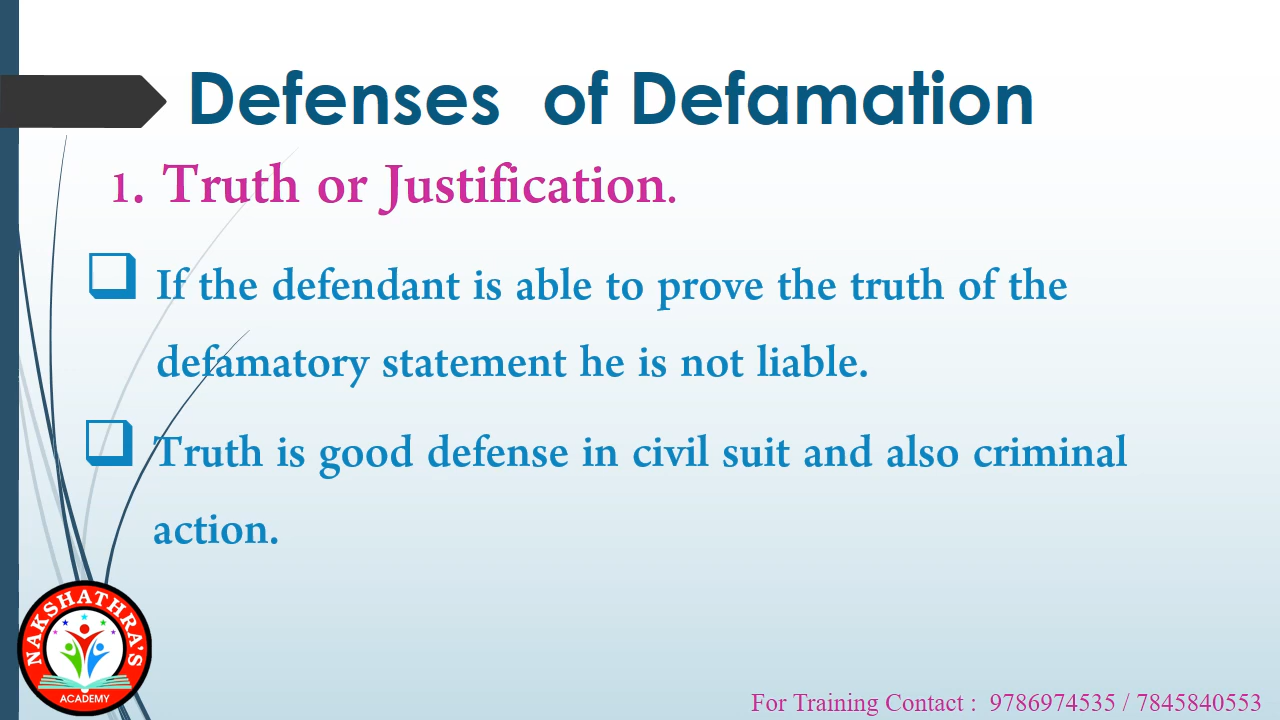 Defenses of Defamation
1. Truth or Justification.
If the defendant is able to prove the truth of the
defamatory statement he is not liable.
Truth is good defense in civil suit and also criminal
action.
NAKSHATHRA'S
ACADEMY
For Training Contact : 9786974535 / 7845840553